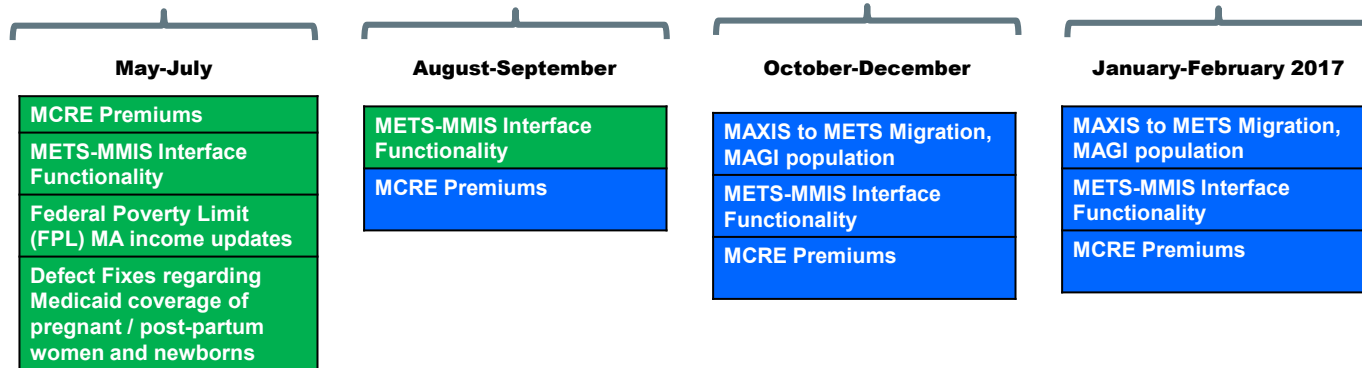 May-July
MCRE Premiums
METS-MMIS Interface
Functionality
Federal Poverty Limit
(FPL) MA income updates
Defect Fixes regarding
Medicaid coverage of
pregnant / post-partum
women and newborns
August-September
METS-MMIS Interface
Functionality
MCRE Premiums
October-December
MAXIS to METS Migration,
MAGI population
METS-MMIS Interface
Functionality
MCRE Premiums
January-February 2017
MAXIS to METS Migration,
MAGI population
METS-MMIS Interface
Functionality
MCRE Premiums